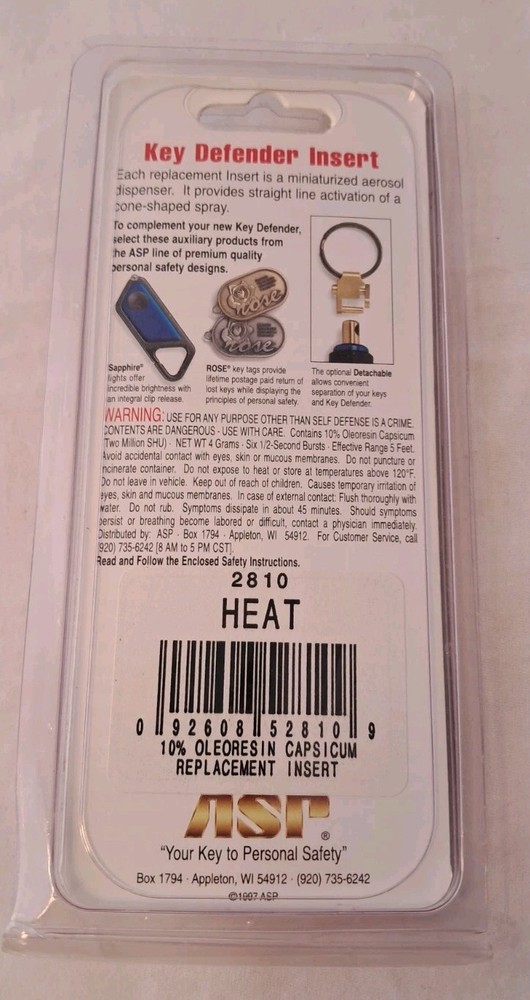 Key Defender Insert
Each replacement Insert is a miniaturized aerosol
dispenser. It provides straight line activation of a
cone-shaped spray.
To complement your new Key Defender,
select these auxiliary products from
the ASP line of premium quality
personal safety designs.
rose
rose
Sapphire®
lights offer
incredible brightness with
an integral clip release.
ROSE® key tags provide
lifetime postage paid return of
lost keys while displaying the
principles of personal safety.
The optional Detachable
allows convenient
separation of your keys
and Key Defender.
WARNING: USE FOR ANY PURPOSE OTHER THAN SELF DEFENSE IS A CRIME.
CONTENTS ARE DANGEROUS - USE WITH CARE. Contains 10% Oleoresin Capsicum
(Two Million SHU) · NET WT 4 Grams · Six 1/2-Second Bursts · Effective Range 5 Feet.
Avoid accidental contact with eyes, skin or mucous membranes. Do not puncture or
incinerate container. Do not expose to heat or store at temperatures above 120°F.
Do not leave in vehicle. Keep out of reach of children. Causes temporary irritation of
eyes, skin and mucous membranes. In case of external contact: Flush thoroughly with
water. Do not rub. Symptoms dissipate in about 45 minutes. Should symptoms
persist or breathing become labored or difficult, contact a physician immediately.
Distributed by: ASP · Box 1794 · Appleton, WI 54912. For Customer Service, call
(920) 735-6242 [8 AM to 5 PM CST].
Read and Follow the Enclosed Safety Instructions.
2810
HEAT
0 92608 52810 9
10% OLEORESIN CAPSICUM
REPLACEMENT INSERT
ASP®
“Your Key to Personal Safety”
Box 1794 · Appleton, WI 54912 · (920) 735-6242
©1997 ASP